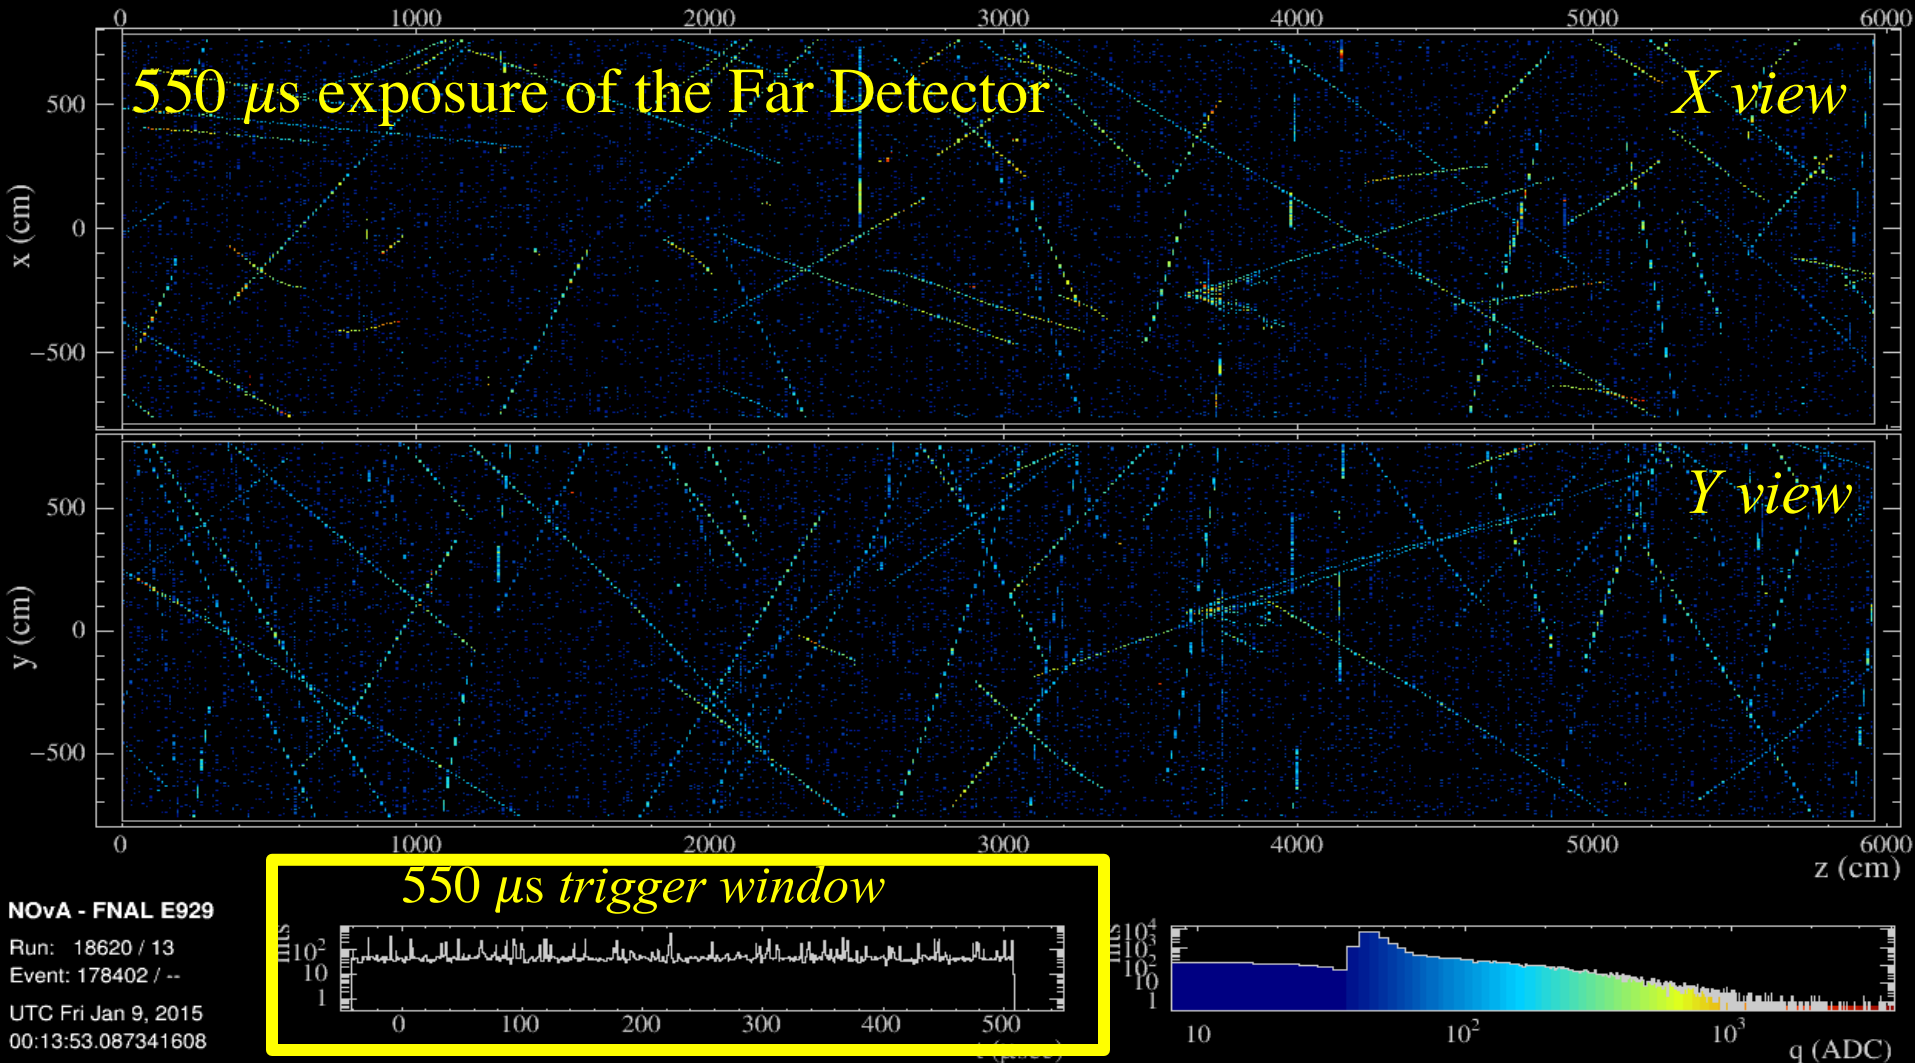 0 1000 2000 3000 4000 5000 6000
550 μs exposure of the Far Detector
X view
500
0
−500
x (cm)
Y view
500
0
−500
y (cm)
0 1000 2000 3000 4000 5000 6000
z (cm)
NOvA - FNAL E929
Run: 18620 / 13
Event: 178402 / --
UTC Fri Jan 9, 2015
00:13:53.087341608
550 μs trigger window
10²
10
1
0 100 200 300 400 500
10⁴
10³
10²
10
1
10 10² 10³
q (ADC)